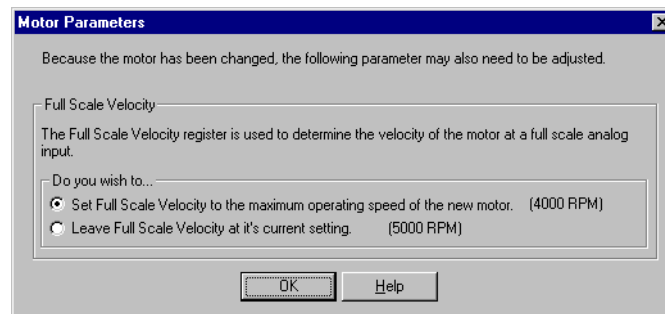 Motor Parameters
Because the motor has been changed, the following parameter may also need to be adjusted.
Full Scale Velocity
The Full Scale Velocity register is used to determine the velocity of the motor at a full scale analog
input.
Do you wish to...
Set Full Scale Velocity to the maximum operating speed of the new motor. (4000 RPM)
Leave Full Scale Velocity at it's current setting. (5000 RPM)
OK Help